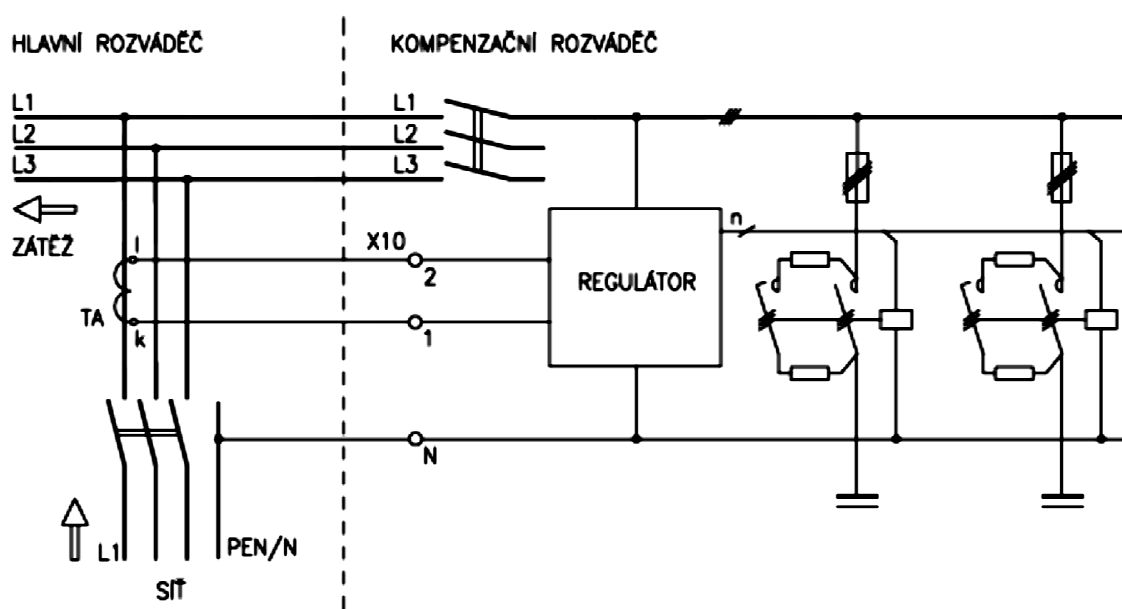 HLAVNÍ ROZVÁDĚČ
KOMPENZAČNÍ ROZVÁDĚČ
L1
L1
L2
L2
L3
L3
ZÁTĚŽ
l
X10
2
n
REGULÁTOR
TA
k
1
N
L1
PEN/N
SÍŤ